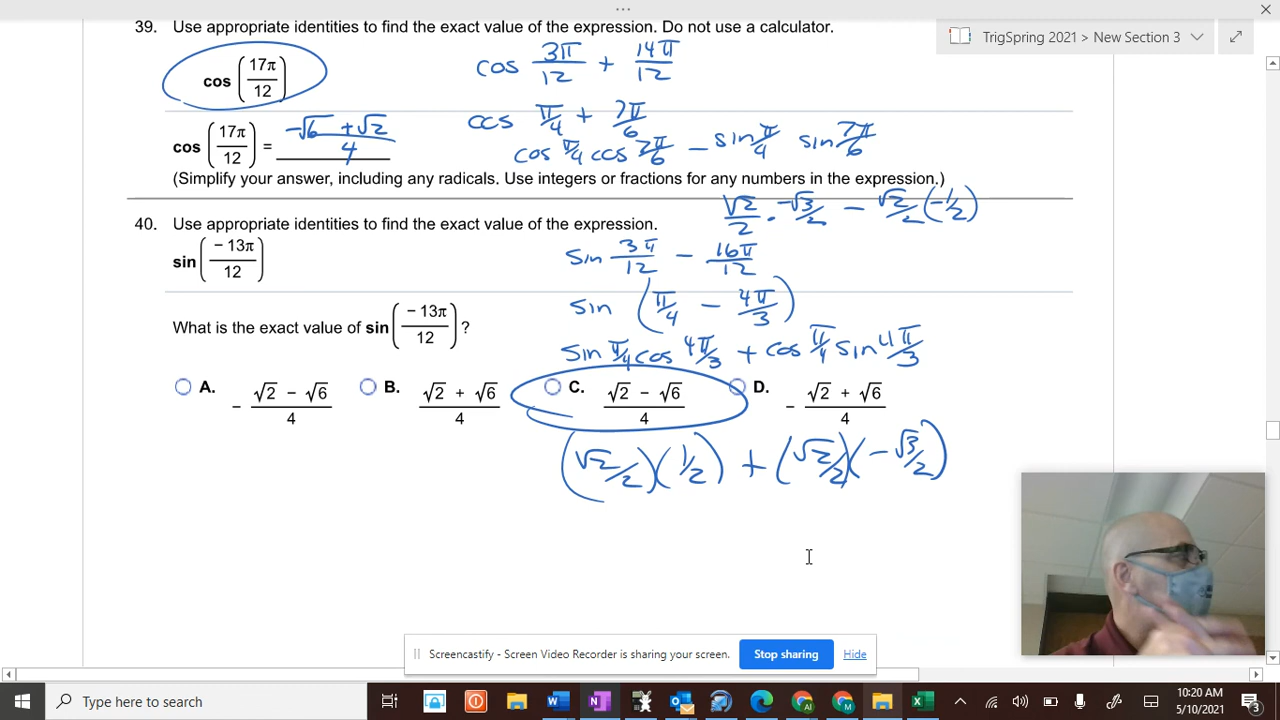 39. Use appropriate identities to find the exact value of the expression. Do not use a calculator.
TrigSpring 2021 > New Section 3
cos (17π/12)
cos 3π/12 + 14π/12
cos π/4 + 7π/6
cos (17π/12) = -√6 + √2 / 4
cos π/4 cos 7π/6 - sin π/4 sin 7π/6
(Simplify your answer, including any radicals. Use integers or fractions for any numbers in the expression.)
√2/2 · -√3/2 - √2/2 (-1/2)
40. Use appropriate identities to find the exact value of the expression.
sin (-13π/12)
sin 3π/12 - 16π/12
sin (π/4 - 4π/3)
What is the exact value of sin (-13π/12)?
sin π/4 cos 4π/3 + cos π/4 sin 4π/3
A. - √2 - √6 / 4
B. √2 + √6 / 4
C. √2 - √6 / 4
D. - √2 + √6 / 4
(√2/2)(1/2) + (√2/2)(-√3/2)
Screencastify - Screen Video Recorder is sharing your screen.
Stop sharing
Hide
Type here to search
10:20 AM
5/10/2021
3